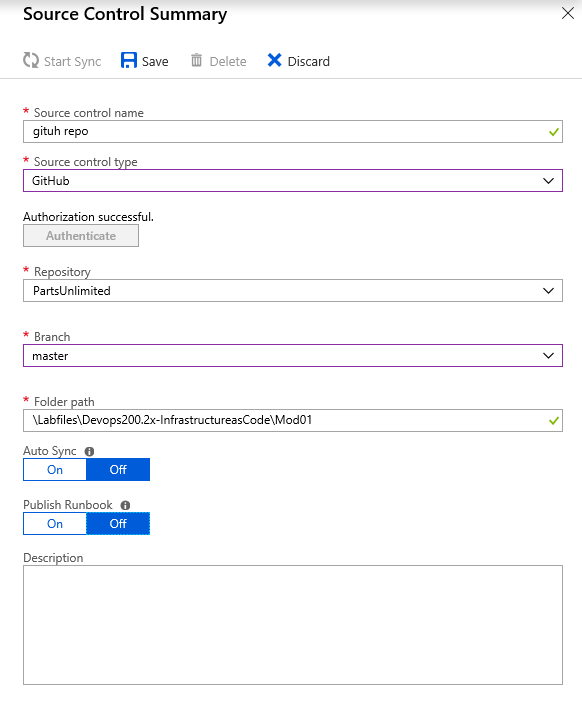 Source Control Summary
Start Sync Save Delete Discard
* Source control name
gituh repo
* Source control type
GitHub
Authorization successful.
Authenticate
* Repository
PartsUnlimited
* Branch
master
* Folder path
\Labfiles\Devops200.2x-InfrastructureasCode\Mod01
Auto Sync
On Off
Publish Runbook
On Off
Description